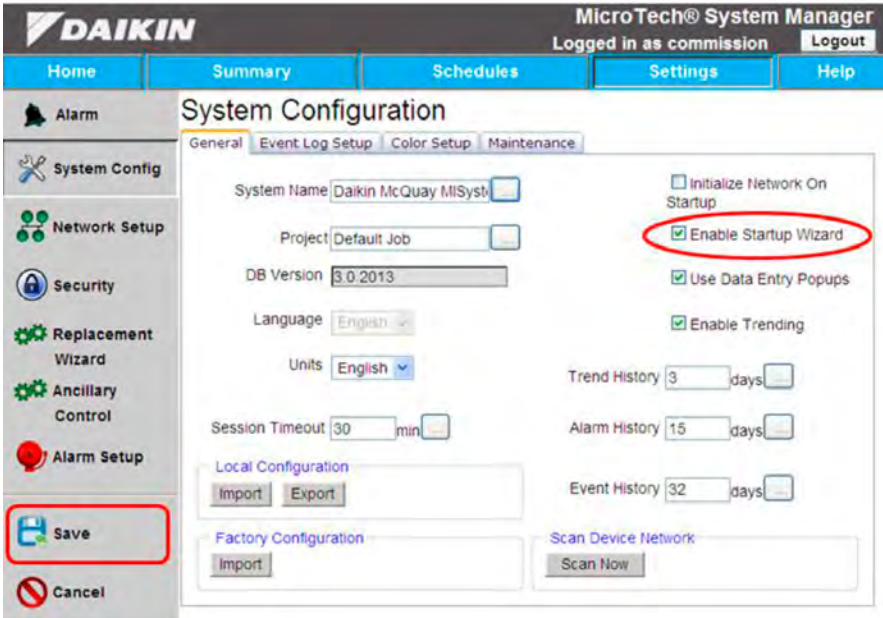 DAIKIN
MicroTech® System Manager
Logged in as commission Logout
Home Summary Schedules Settings Help
Alarm
System Config
Network Setup
Security
Replacement
Wizard
Ancillary
Control
Alarm Setup
Save
Cancel
System Configuration
General Event Log Setup Color Setup Maintenance
System Name Daikin McQuay MISyst ...
Project Default Job ...
DB Version 3.0.2013
Language English
Units English
Session Timeout 30 min ...
Local Configuration
Import Export
Factory Configuration
Import
Initialize Network On
Startup
Enable Startup Wizard
Use Data Entry Popups
Enable Trending
Trend History 3 days ...
Alarm History 15 days ...
Event History 32 days ...
Scan Device Network
Scan Now